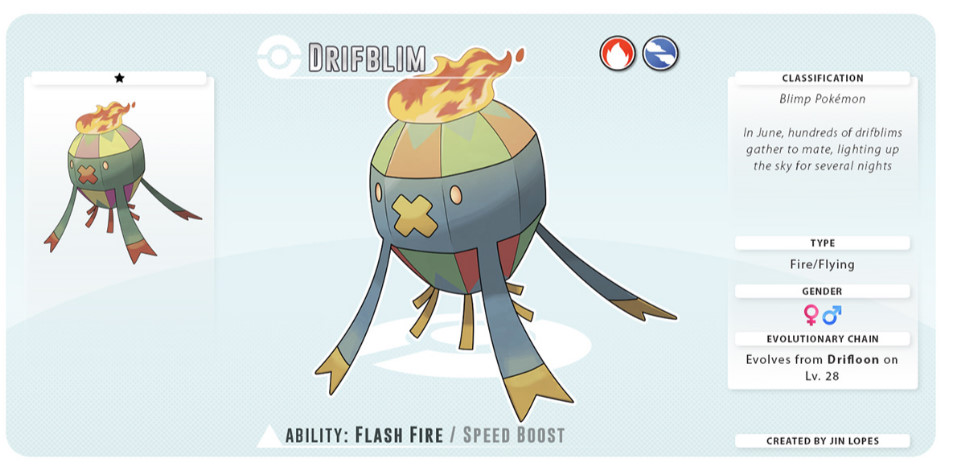 DRIFBLIM
CLASSIFICATION
Blimp Pokémon
In June, hundreds of drifblims
gather to mate, lighting up
the sky for several nights
TYPE
Fire/Flying
GENDER
EVOLUTIONARY CHAIN
Evolves from Drifloon on
Lv. 28
ABILITY: FLASH FIRE / SPEED BOOST
CREATED BY JIN LOPES